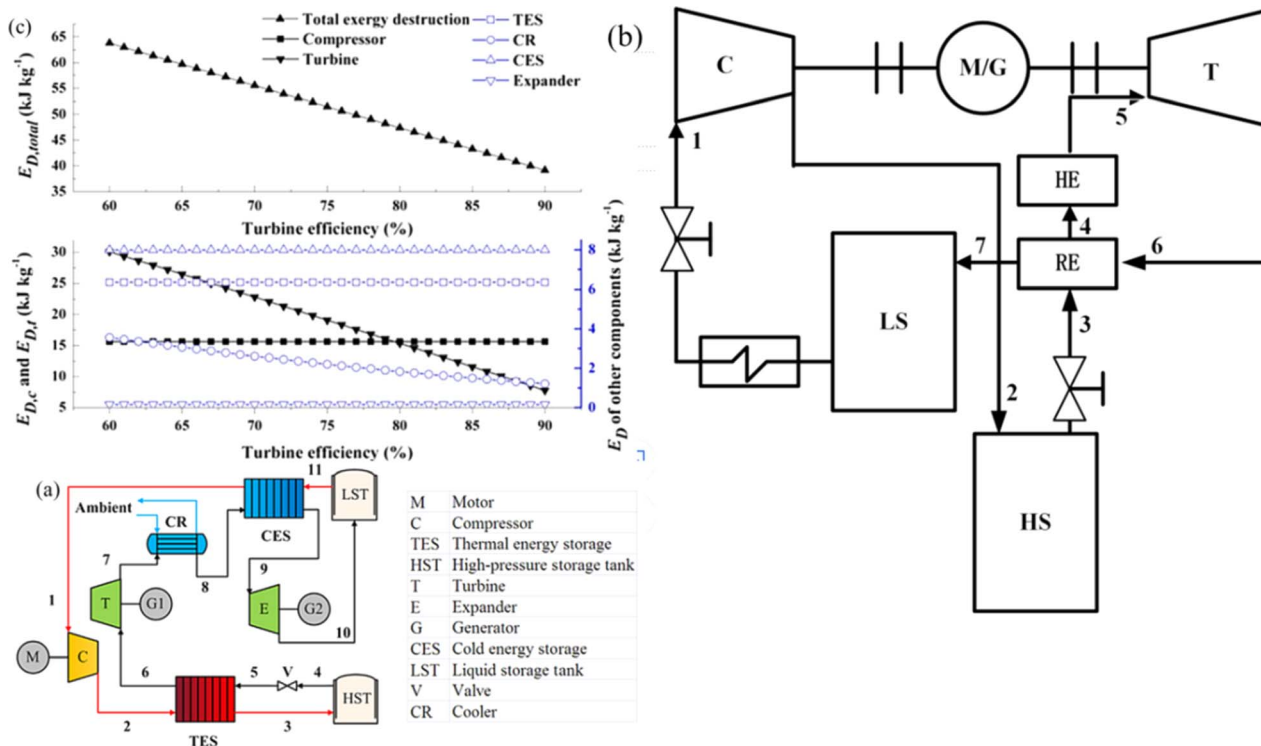 (c)
Total exergy destruction
Compressor
Turbine
TES
CR
CES
Expander
E_D,total (kJ kg⁻¹)
65
60
55
50
45
40
35
60 65 70 75 80 85 90
Turbine efficiency (%)
E_D,c and E_D,t (kJ kg⁻¹)
30
25
20
15
10
5
8
6
4
2
0
E_D of other components (kJ kg⁻¹)
60 65 70 75 80 85 90
Turbine efficiency (%)
(a)
Ambient
CR
CES
11
LST
7
8
9
1
T
G1
E
G2
10
M
C
6
5
V
4
HST
2
3
TES
M Motor
C Compressor
TES Thermal energy storage
HST High-pressure storage tank
T Turbine
E Expander
G Generator
CES Cold energy storage
LST Liquid storage tank
V Valve
CR Cooler
(b)
C
M/G
T
1
5
HE
4
7
RE
6
LS
3
2
HS